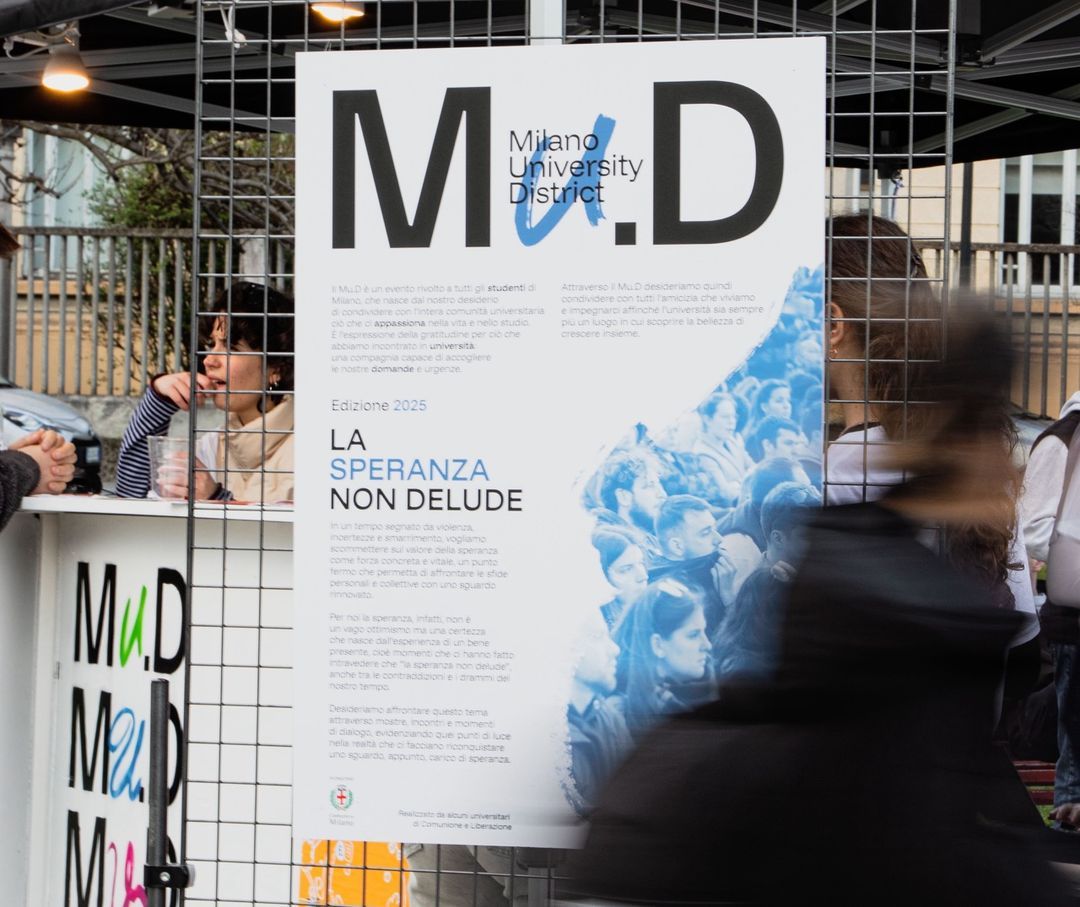 Mu.D
Milano
University
District
Il Mu.D è un evento rivolto a tutti gli studenti di
Milano, che nasce dal nostro desiderio
di condividere con l'intera comunità universitaria
ciò che ci appassiona nella vita e nello studio.
È l'espressione della gratitudine per ciò che
abbiamo incontrato in università:
una compagnia capace di accogliere
le nostre domande e urgenze.
Attraverso il Mu.D desideriamo quindi
condividere con tutti l'amicizia che viviamo
e impegnarci affinché l'università sia sempre
più un luogo in cui scoprire la bellezza di
crescere insieme.
Edizione 2025
LA
SPERANZA
NON DELUDE
In un tempo segnato da violenza,
incertezze e smarrimento, vogliamo
scommettere sul valore della speranza
come forza concreta e vitale, un punto
fermo che permetta di affrontare le sfide
personali e collettive con uno sguardo
rinnovato.
Per noi la speranza, infatti, non è
un vago ottimismo ma una certezza
che nasce dall'esperienza di un bene
presente, cioè momenti che ci hanno fatto
intravedere che "la speranza non delude",
anche tra le contraddizioni e i drammi del
nostro tempo.
Desideriamo affrontare questo tema
attraverso mostre, incontri e momenti
di dialogo, evidenziando quei punti di luce
nella realtà che ci facciano riconquistare
uno sguardo, appunto, carico di speranza.
Milano
Realizzato da alcuni universitari
di Comunione e Liberazione
Mu.D
Mu.D
Mu